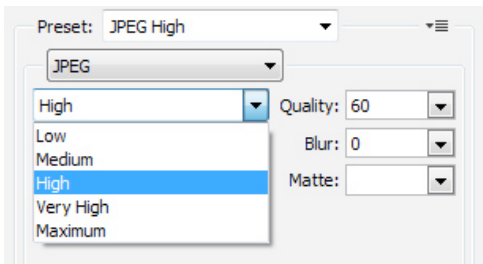 Preset: JPEG High
JPEG
High Quality: 60
Low Blur: 0
Medium
High Matte:
Very High
Maximum